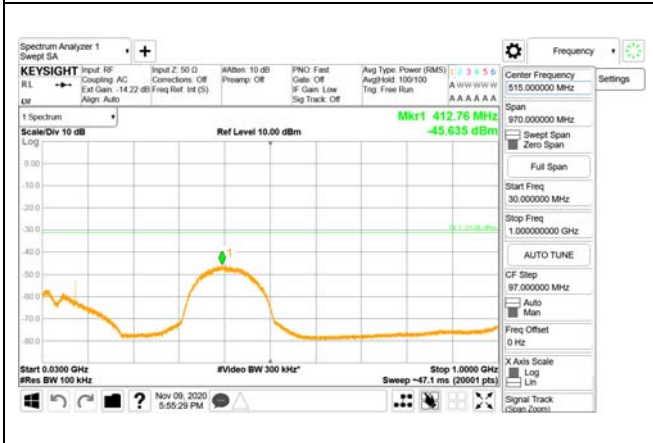 Spectrum Analyzer 1
Swept SA
+
Frequency
KEYSIGHT
Input: RF
Coupling: AC
Ext Gain: -14.22 dB
Align: Auto
Input Z: 50 Ω
Corrections: Off
Freq Ref: Int (S)
#Atten: 10 dB
Preamp: Off
PNO: Fast
Gate: Off
IF Gain: Low
Sig Track: Off
Avg Type: Power (RMS)
Avg|Hold: 100/100
Trig: Free Run
1 2 3 4 5 6
A W W W W W
A A A A A A
RL
1 Spectrum
Scale/Div 10 dB
Log
Ref Level 10.00 dBm
Mkr1 412.76 MHz
-45.635 dBm
0.00
-10.0
-20.0
-30.0
-40.0
-50.0
-60.0
-70.0
-80.0
1
Start 0.0300 GHz
#Res BW 100 kHz
#Video BW 300 kHz*
Stop 1.0000 GHz
Sweep ~47.1 ms (20001 pts)
Nov 09, 2020
5:55:29 PM
?
Center Frequency
515.000000 MHz
Settings
Span
970.000000 MHz
Swept Span
Zero Span
Full Span
Start Freq
30.000000 MHz
Stop Freq
1.000000000 GHz
AUTO TUNE
CF Step
97.000000 MHz
Auto
Man
Freq Offset
0 Hz
X Axis Scale
Log
Lin
Signal Track
(Span Zoom)